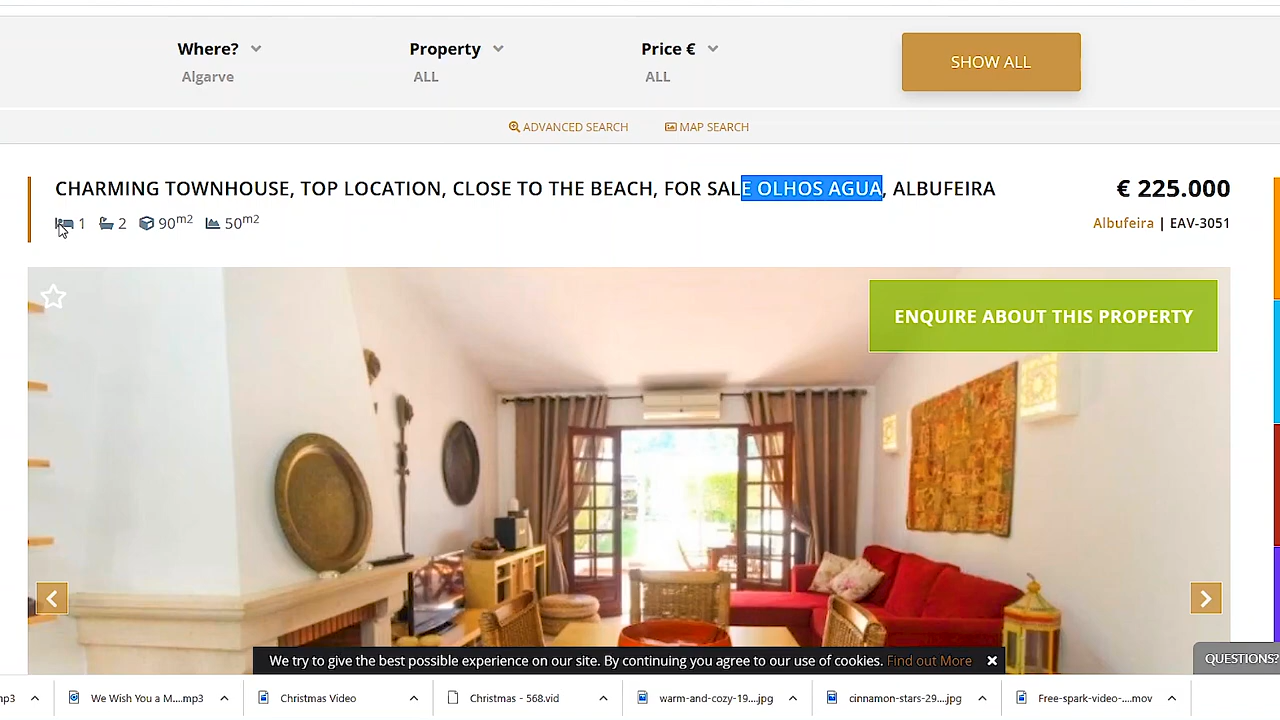 Where?
Algarve
Property
ALL
Price €
ALL
SHOW ALL
ADVANCED SEARCH
MAP SEARCH
CHARMING TOWNHOUSE, TOP LOCATION, CLOSE TO THE BEACH, FOR SALE OLHOS AGUA, ALBUFEIRA
€ 225.000
1 2 90m2 50m2
Albufeira | EAV-3051
ENQUIRE ABOUT THIS PROPERTY
We try to give the best possible experience on our site. By continuing you agree to our use of cookies. Find out More
QUESTIONS?
mp3
We Wish You a M....mp3
Christmas Video
Christmas - 568.vid
warm-and-cozy-19....jpg
cinnamon-stars-29....jpg
Free-spark-video-....mov